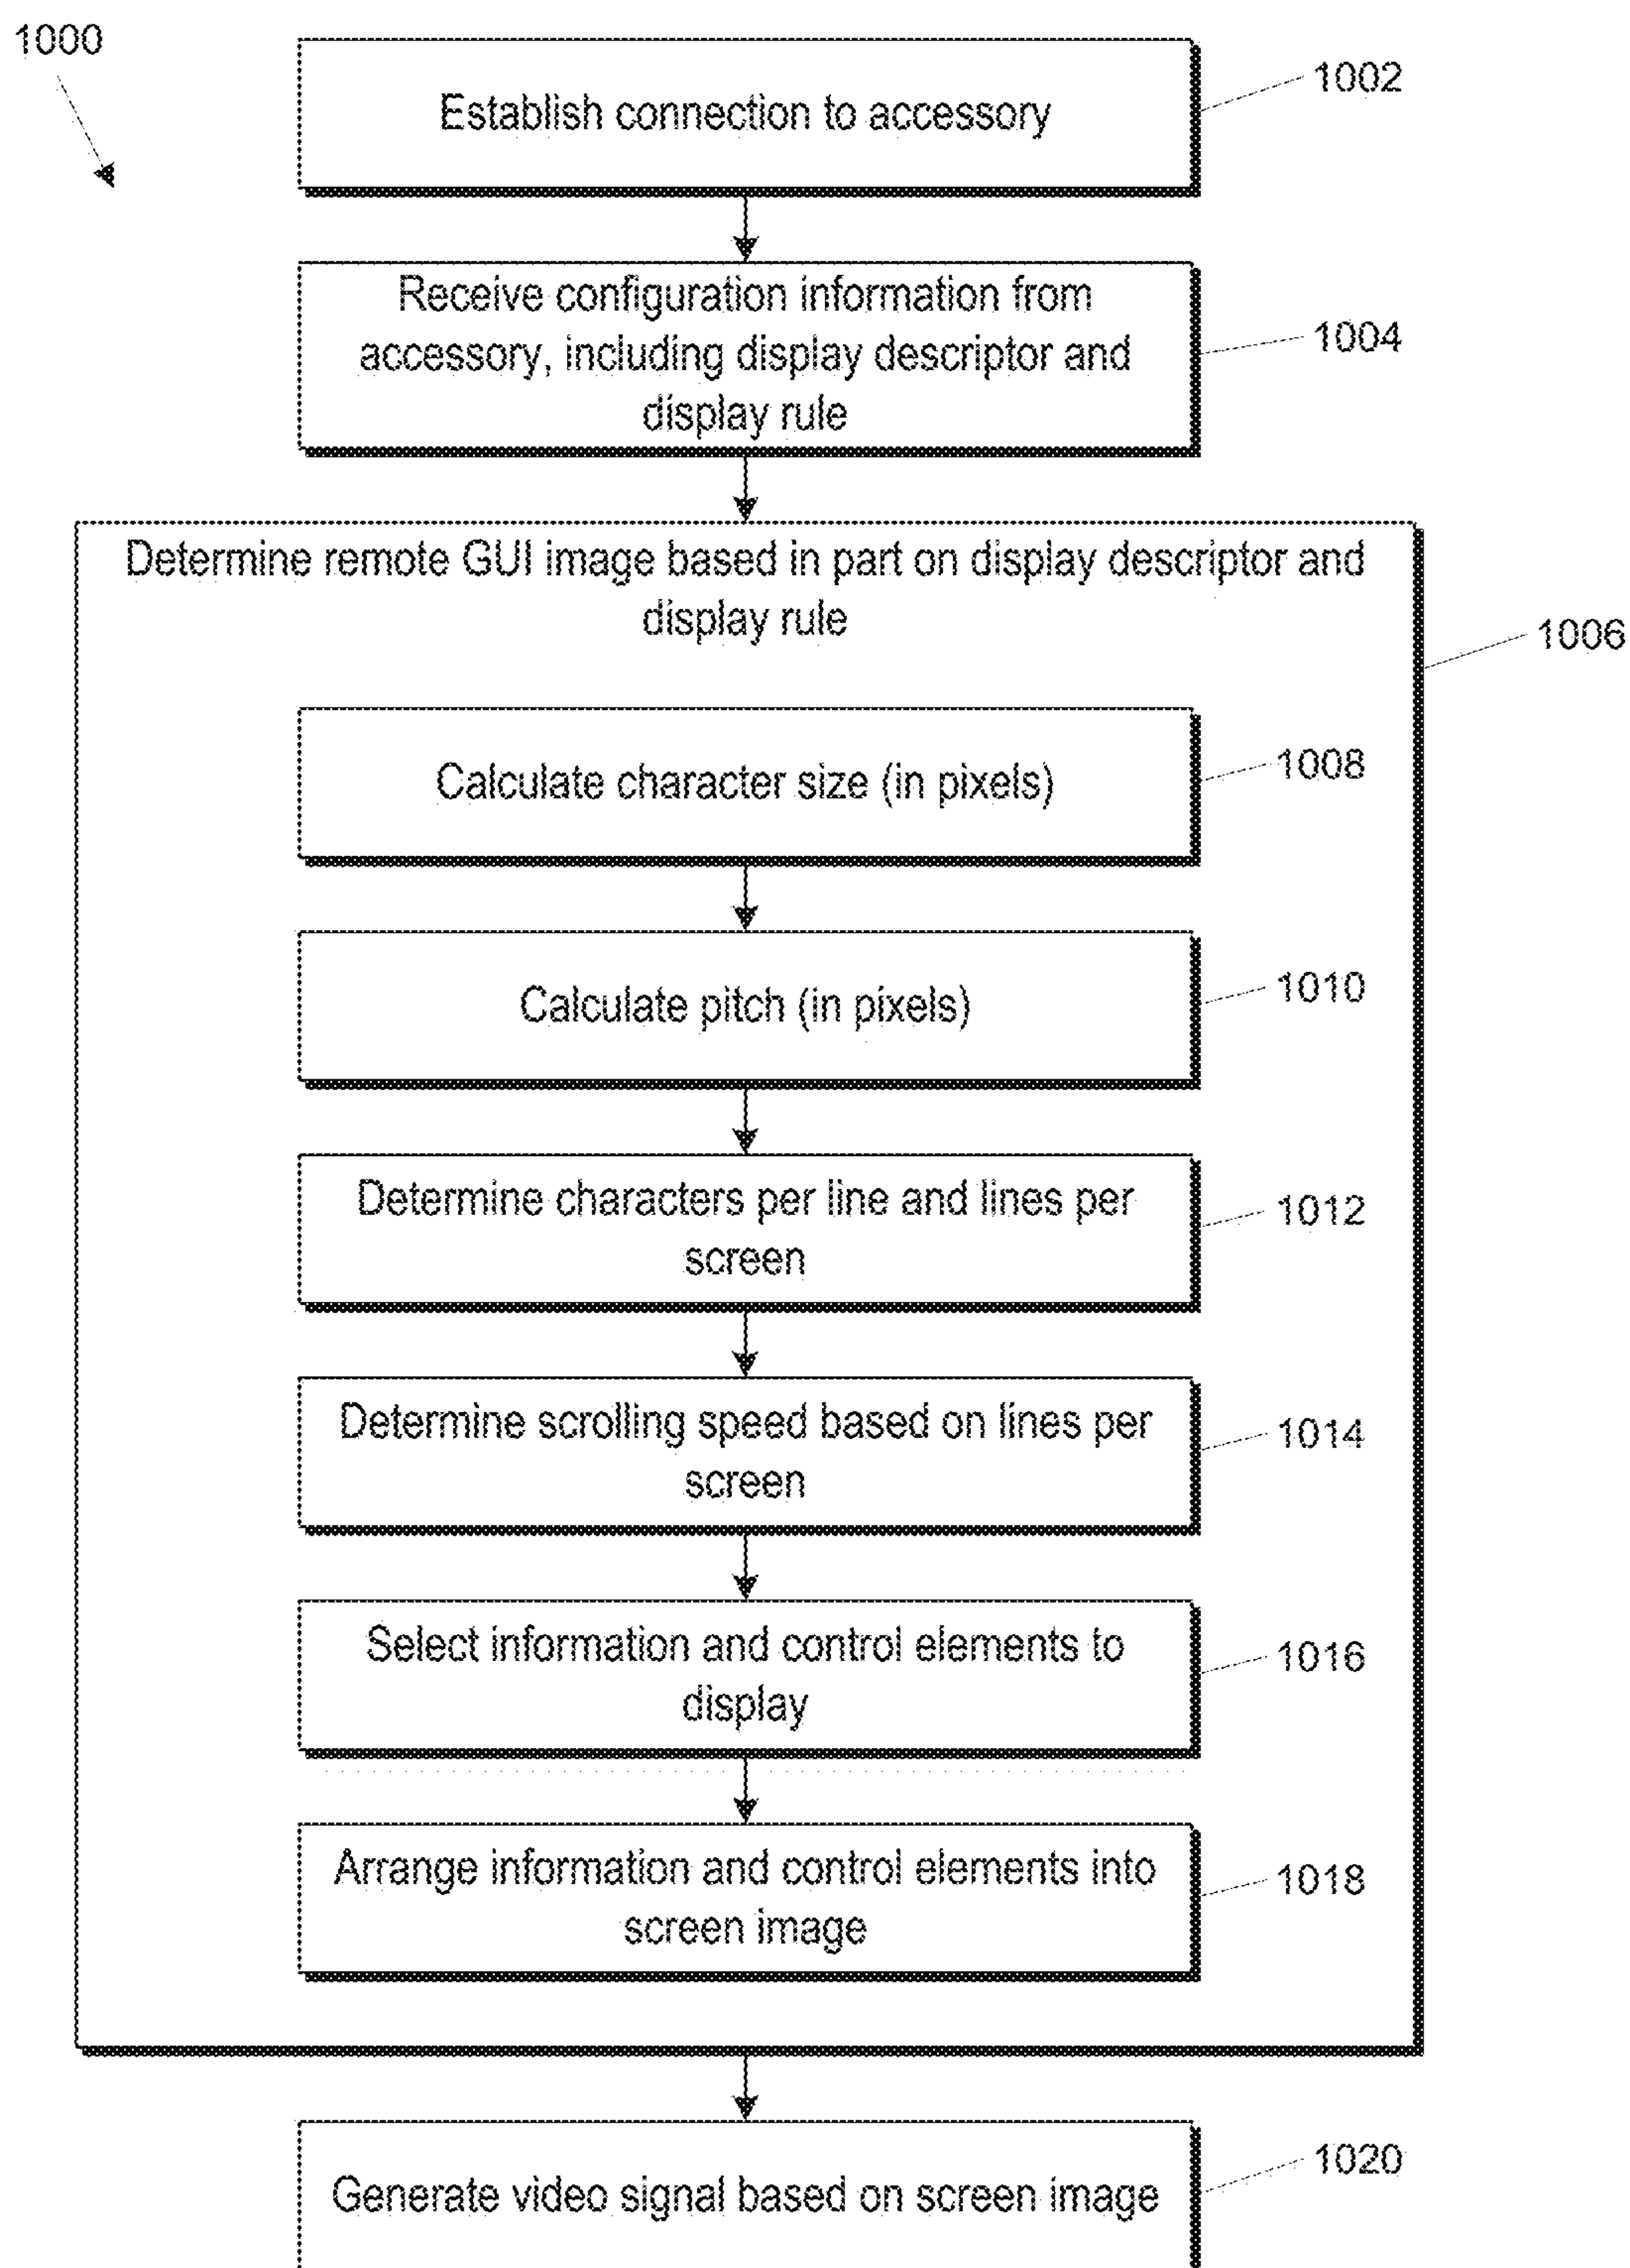 1000
Establish connection to accessory
1002
Receive configuration information from
accessory, including display descriptor and
display rule
1004
Determine remote GUI image based in part on display descriptor and
display rule
1006
Calculate character size (in pixels)
1008
Calculate pitch (in pixels)
1010
Determine characters per line and lines per
screen
1012
Determine scrolling speed based on lines per
screen
1014
Select information and control elements to
display
1016
Arrange information and control elements into
screen image
1018
Generate video signal based on screen image
1020